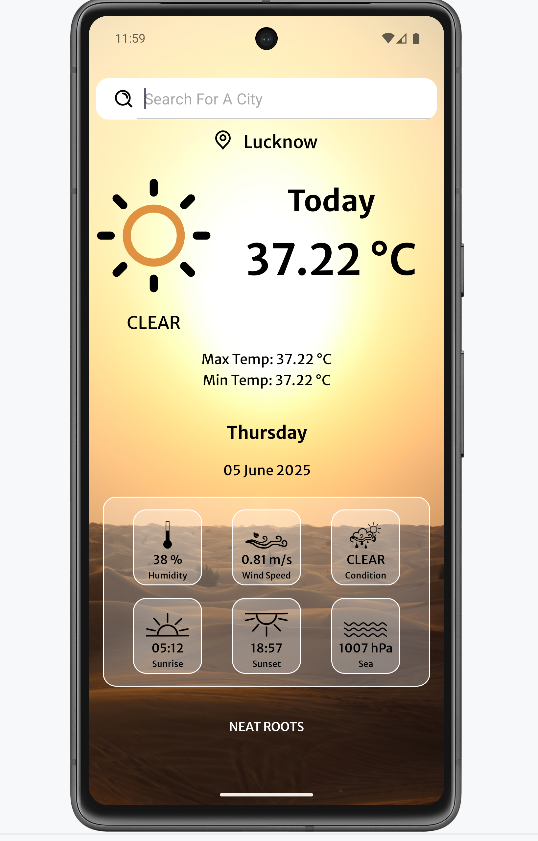 11:59
Search For A City
Lucknow
Today
37.22 °C
CLEAR
Max Temp: 37.22 °C
Min Temp: 37.22 °C
Thursday
05 June 2025
38 %
Humidity
0.81 m/s
Wind Speed
CLEAR
Condition
05:12
Sunrise
18:57
Sunset
1007 hPa
Sea
NEAT ROOTS